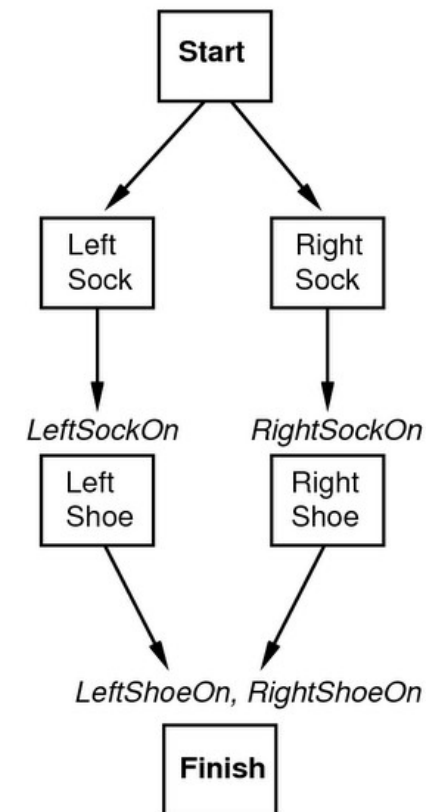 Start
Left
Sock
Right
Sock
LeftSockOn
RightSockOn
Left
Shoe
Right
Shoe
LeftShoeOn, RightShoeOn
Finish